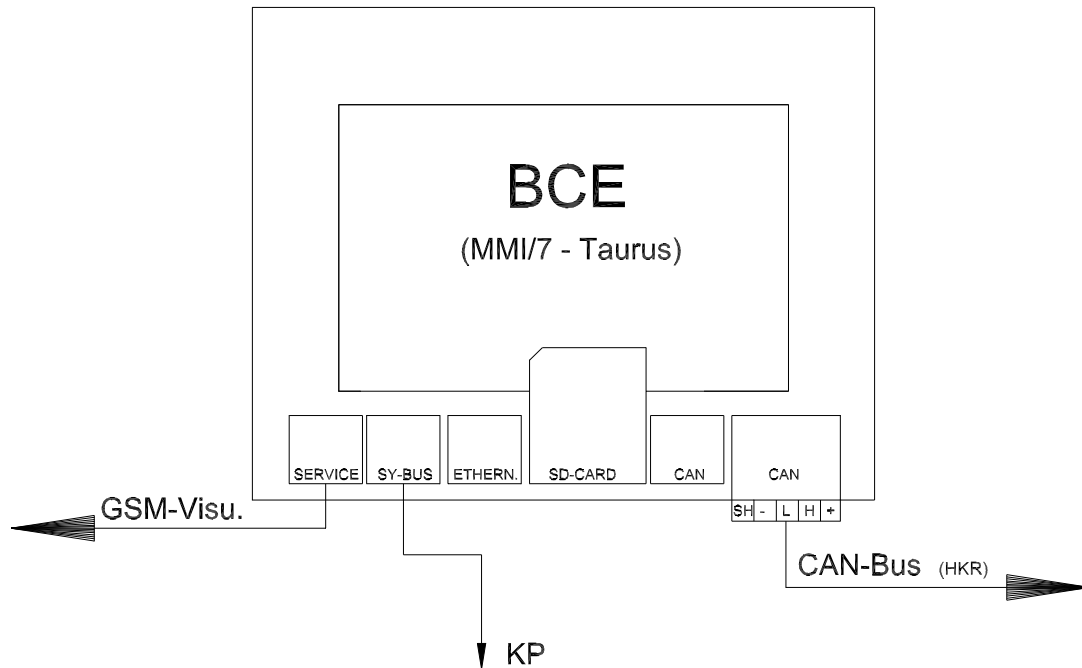 BCE
(MMI/7 - Taurus)
SERVICE SY-BUS ETHERN. SD-CARD CAN CAN
GSM-Visu.
SH - L H +
CAN-Bus (HKR)
KP